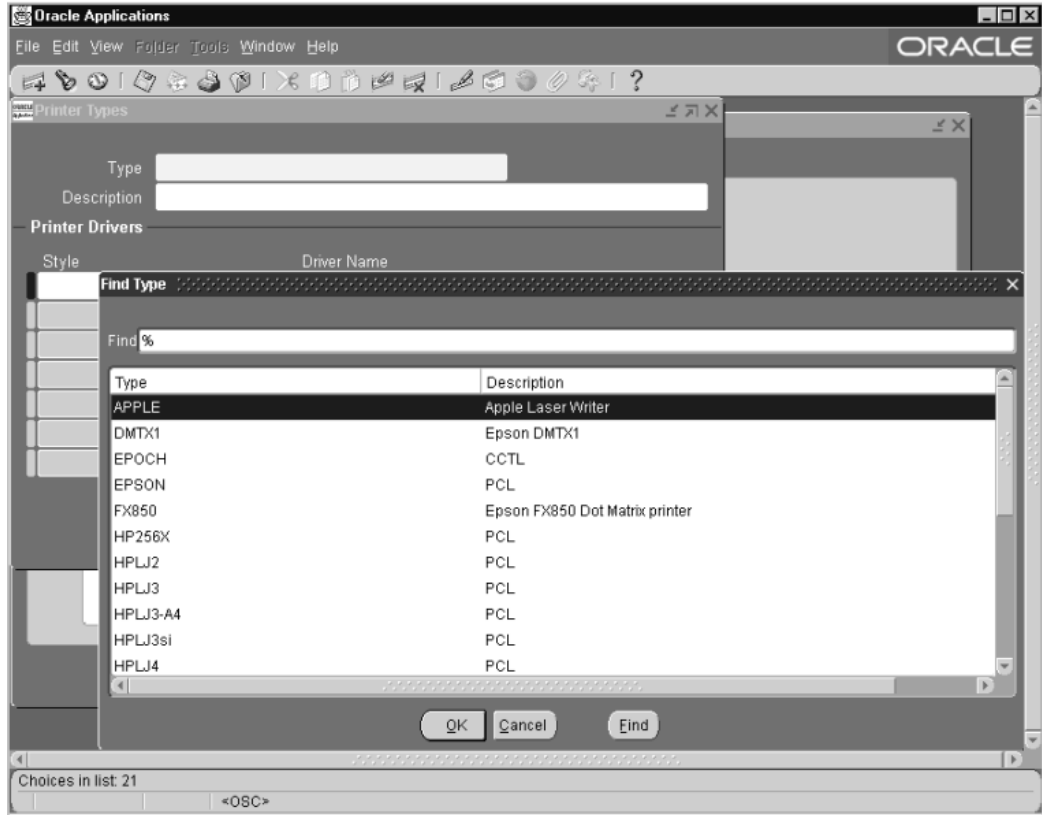 Oracle Applications
File Edit View Folder Tools Window Help
ORACLE
Printer Types
Type
Description
Printer Drivers
Style Driver Name
Find Type
Find %
Type Description
APPLE Apple Laser Writer
DMTX1 Epson DMTX1
EPOCH CCTL
EPSON PCL
FX850 Epson FX850 Dot Matrix printer
HP256X PCL
HPLJ2 PCL
HPLJ3 PCL
HPLJ3-A4 PCL
HPLJ3si PCL
HPLJ4 PCL
OK Cancel Find
Choices in list: 21
<OSC>